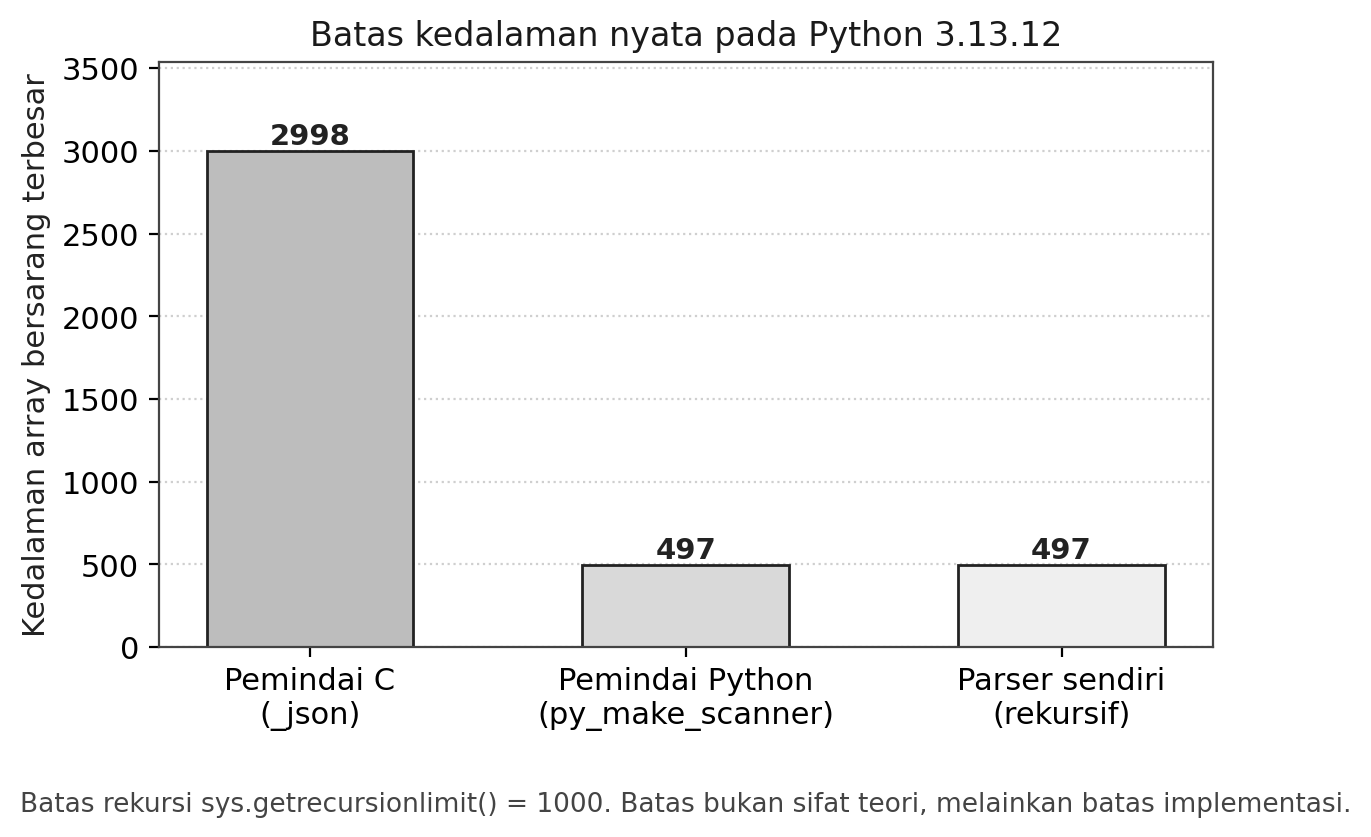 Batas kedalaman nyata pada Python 3.13.12
Kedalaman array bersarang terbesar
3500
3000
2500
2000
1500
1000
500
0
2998
497
497
Pemindai C
(_json)
Pemindai Python
(py_make_scanner)
Parser sendiri
(rekursif)
Batas rekursi sys.getrecursionlimit() = 1000. Batas bukan sifat teori, melainkan batas implementasi.